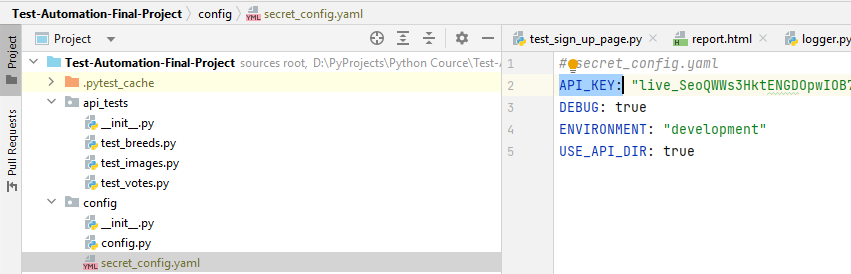 Test-Automation-Final-Project > config > secret_config.yaml
Project
Pull Requests
Project
Test-Automation-Final-Project sources root, D:\PyProjects\Python Cource\Test-
.pytest_cache
api_tests
__init__.py
test_breeds.py
test_images.py
test_votes.py
config
__init__.py
config.py
secret_config.yaml
test_sign_up_page.py
report.html
logger.py
1 # secret_config.yaml
2 API_KEY: "live_SeoQWWs3HktENGDOpwIOB7
3 DEBUG: true
4 ENVIRONMENT: "development"
5 USE_API_DIR: true